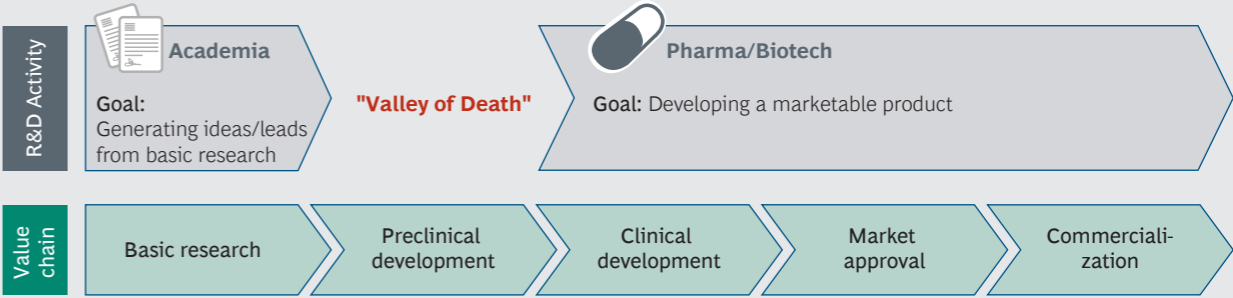 R&D Activity
Academia
Goal:
Generating ideas/leads
from basic research
"Valley of Death"
Pharma/Biotech
Goal: Developing a marketable product
Value
chain
Basic research
Preclinical
development
Clinical
development
Market
approval
Commerciali-
zation